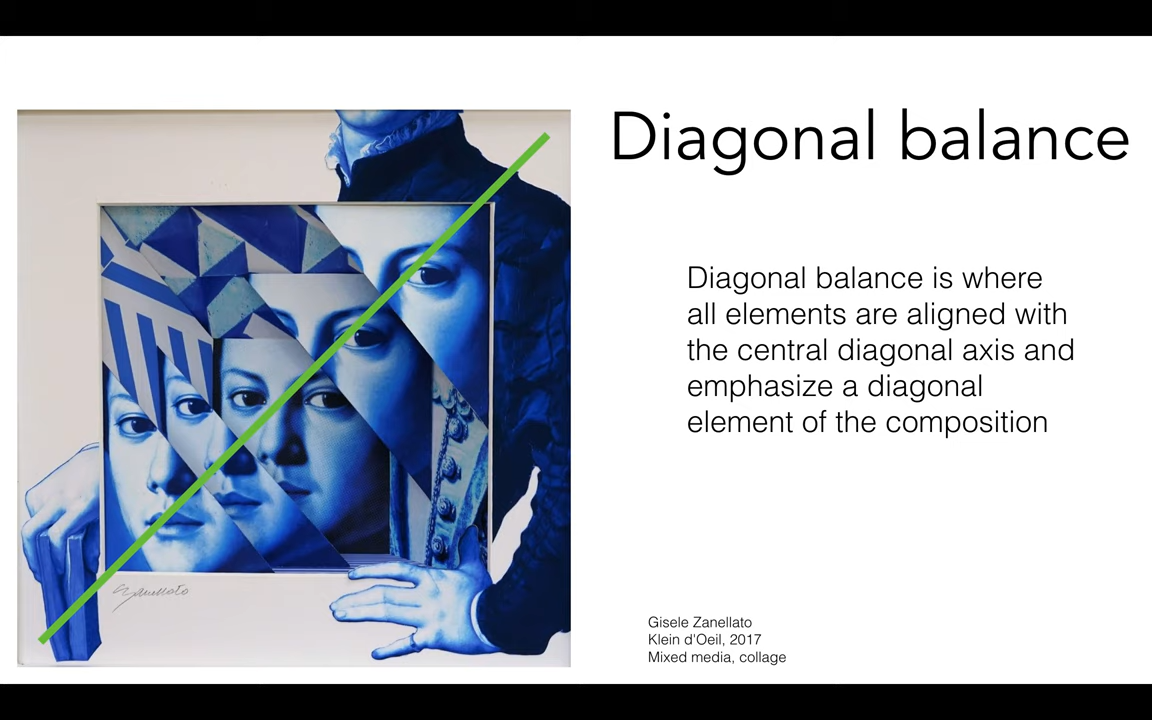 Diagonal balance
Diagonal balance is where
all elements are aligned with
the central diagonal axis and
emphasize a diagonal
element of the composition
Zanellato
Gisele Zanellato
Klein d'Oeil, 2017
Mixed media, collage